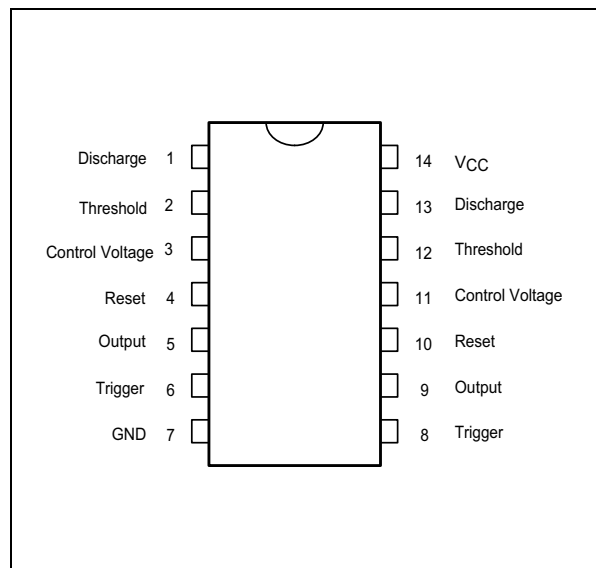 Discharge 1 14 VCC
Threshold 2 13 Discharge
Control Voltage 3 12 Threshold
Reset 4 11 Control Voltage
Output 5 10 Reset
Trigger 6 9 Output
GND 7 8 Trigger